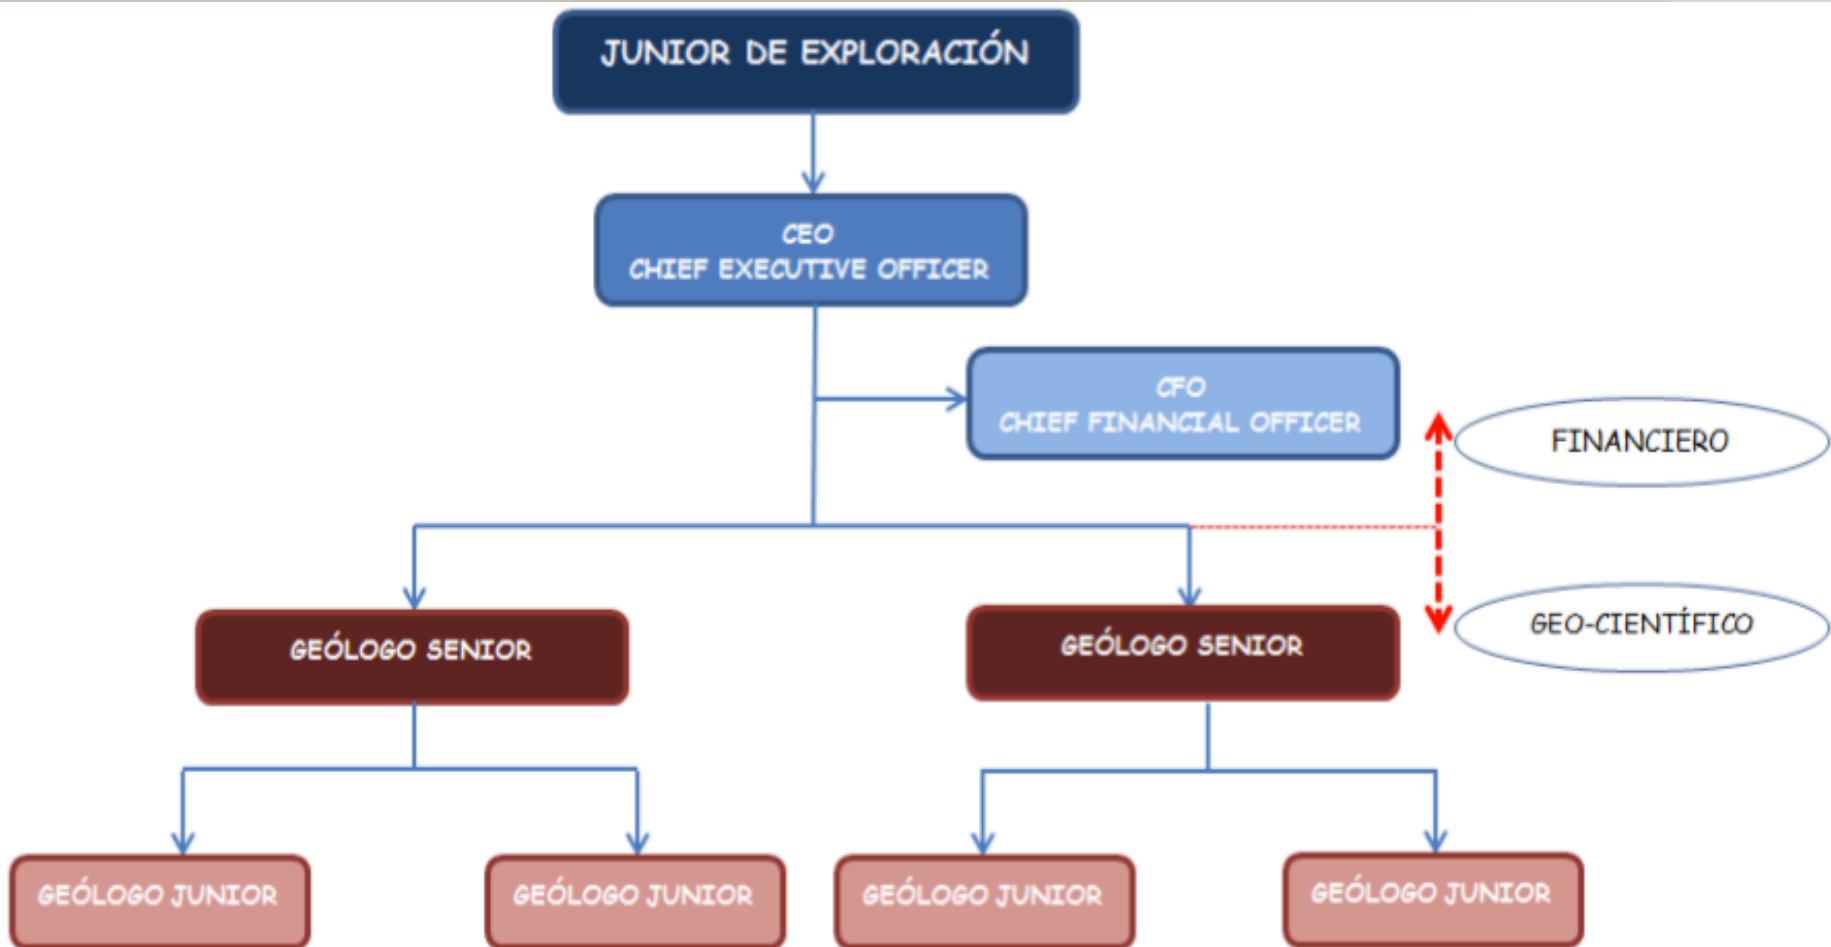 JUNIOR DE EXPLORACIÓN
CEO
CHIEF EXECUTIVE OFFICER
CFO
CHIEF FINANCIAL OFFICER
FINANCIERO
GEO-CIENTÍFICO
GEÓLOGO SENIOR
GEÓLOGO SENIOR
GEÓLOGO JUNIOR
GEÓLOGO JUNIOR
GEÓLOGO JUNIOR
GEÓLOGO JUNIOR